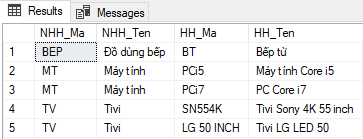 Results Messages
NHH_Ma NHH_Ten HH_Ma HH_Ten
1 BEP Đồ dùng bếp BT Bếp từ
2 MT Máy tính PCi5 Máy tính Core i5
3 MT Máy tính PCi7 PC Core i7
4 TV Tivi SN554K Tivi Sony 4K 55 inch
5 TV Tivi LG 50 INCH Tivi LG LED 50